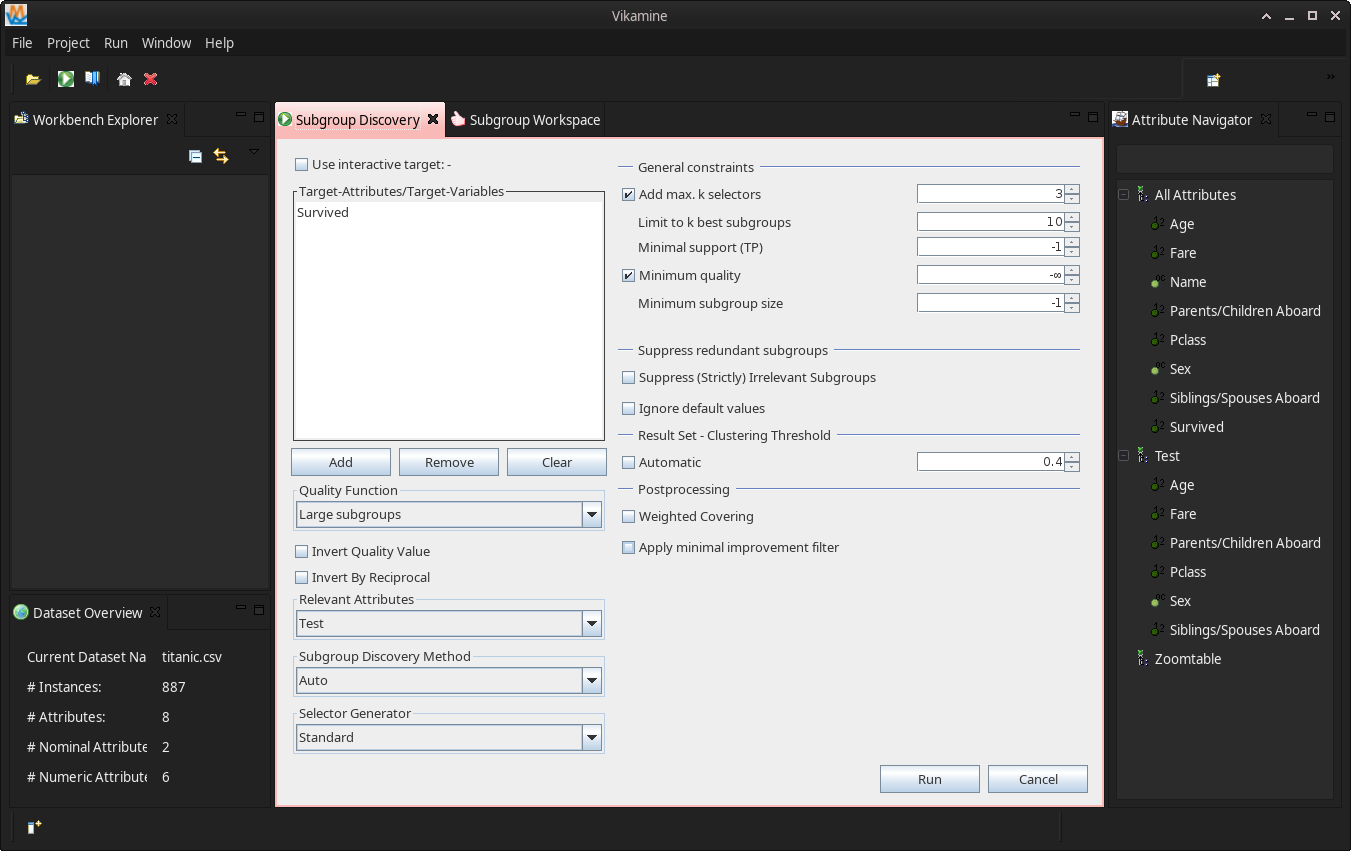 Vikamine
File Project Run Window Help
Workbench Explorer
Subgroup Discovery
Subgroup Workspace
Attribute Navigator
Use interactive target: -
Target-Attributes/Target-Variables
Survived
Add Remove Clear
Quality Function
Large subgroups
Invert Quality Value
Invert By Reciprocal
Relevant Attributes
Test
Subgroup Discovery Method
Auto
Selector Generator
Standard
General constraints
Add max. k selectors 3
Limit to k best subgroups 10
Minimal support (TP) -1
Minimum quality -∞
Minimum subgroup size -1
Suppress redundant subgroups
Suppress (Strictly) Irrelevant Subgroups
Ignore default values
Result Set - Clustering Threshold
Automatic 0.4
Postprocessing
Weighted Covering
Apply minimal improvement filter
Run Cancel
All Attributes
Age
Fare
Name
Parents/Children Aboard
Pclass
Sex
Siblings/Spouses Aboard
Survived
Test
Age
Fare
Parents/Children Aboard
Pclass
Sex
Siblings/Spouses Aboard
Zoomtable
Dataset Overview
Current Dataset Na titanic.csv
# Instances: 887
# Attributes: 8
# Nominal Attribute 2
# Numeric Attribute 6